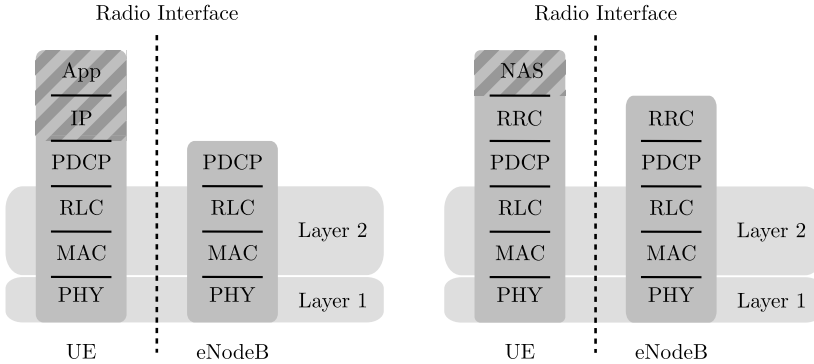 Radio Interface
App
IP
PDCP
RLC
MAC
PHY
UE
PDCP
RLC
MAC
PHY
eNodeB
Layer 2
Layer 1
Radio Interface
NAS
RRC
PDCP
RLC
MAC
PHY
UE
RRC
PDCP
RLC
MAC
PHY
eNodeB
Layer 2
Layer 1